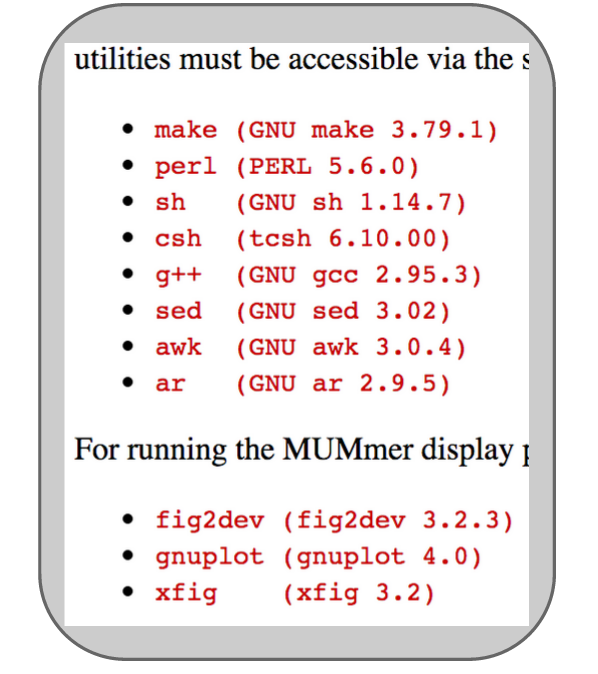 utilities must be accessible via the
• make (GNU make 3.79.1)
• perl (PERL 5.6.0)
• sh (GNU sh 1.14.7)
• csh (tcsh 6.10.00)
• g++ (GNU gcc 2.95.3)
• sed (GNU sed 3.02)
• awk (GNU awk 3.0.4)
• ar (GNU ar 2.9.5)
For running the MUMmer display
• fig2dev (fig2dev 3.2.3)
• gnuplot (gnuplot 4.0)
• xfig (xfig 3.2)